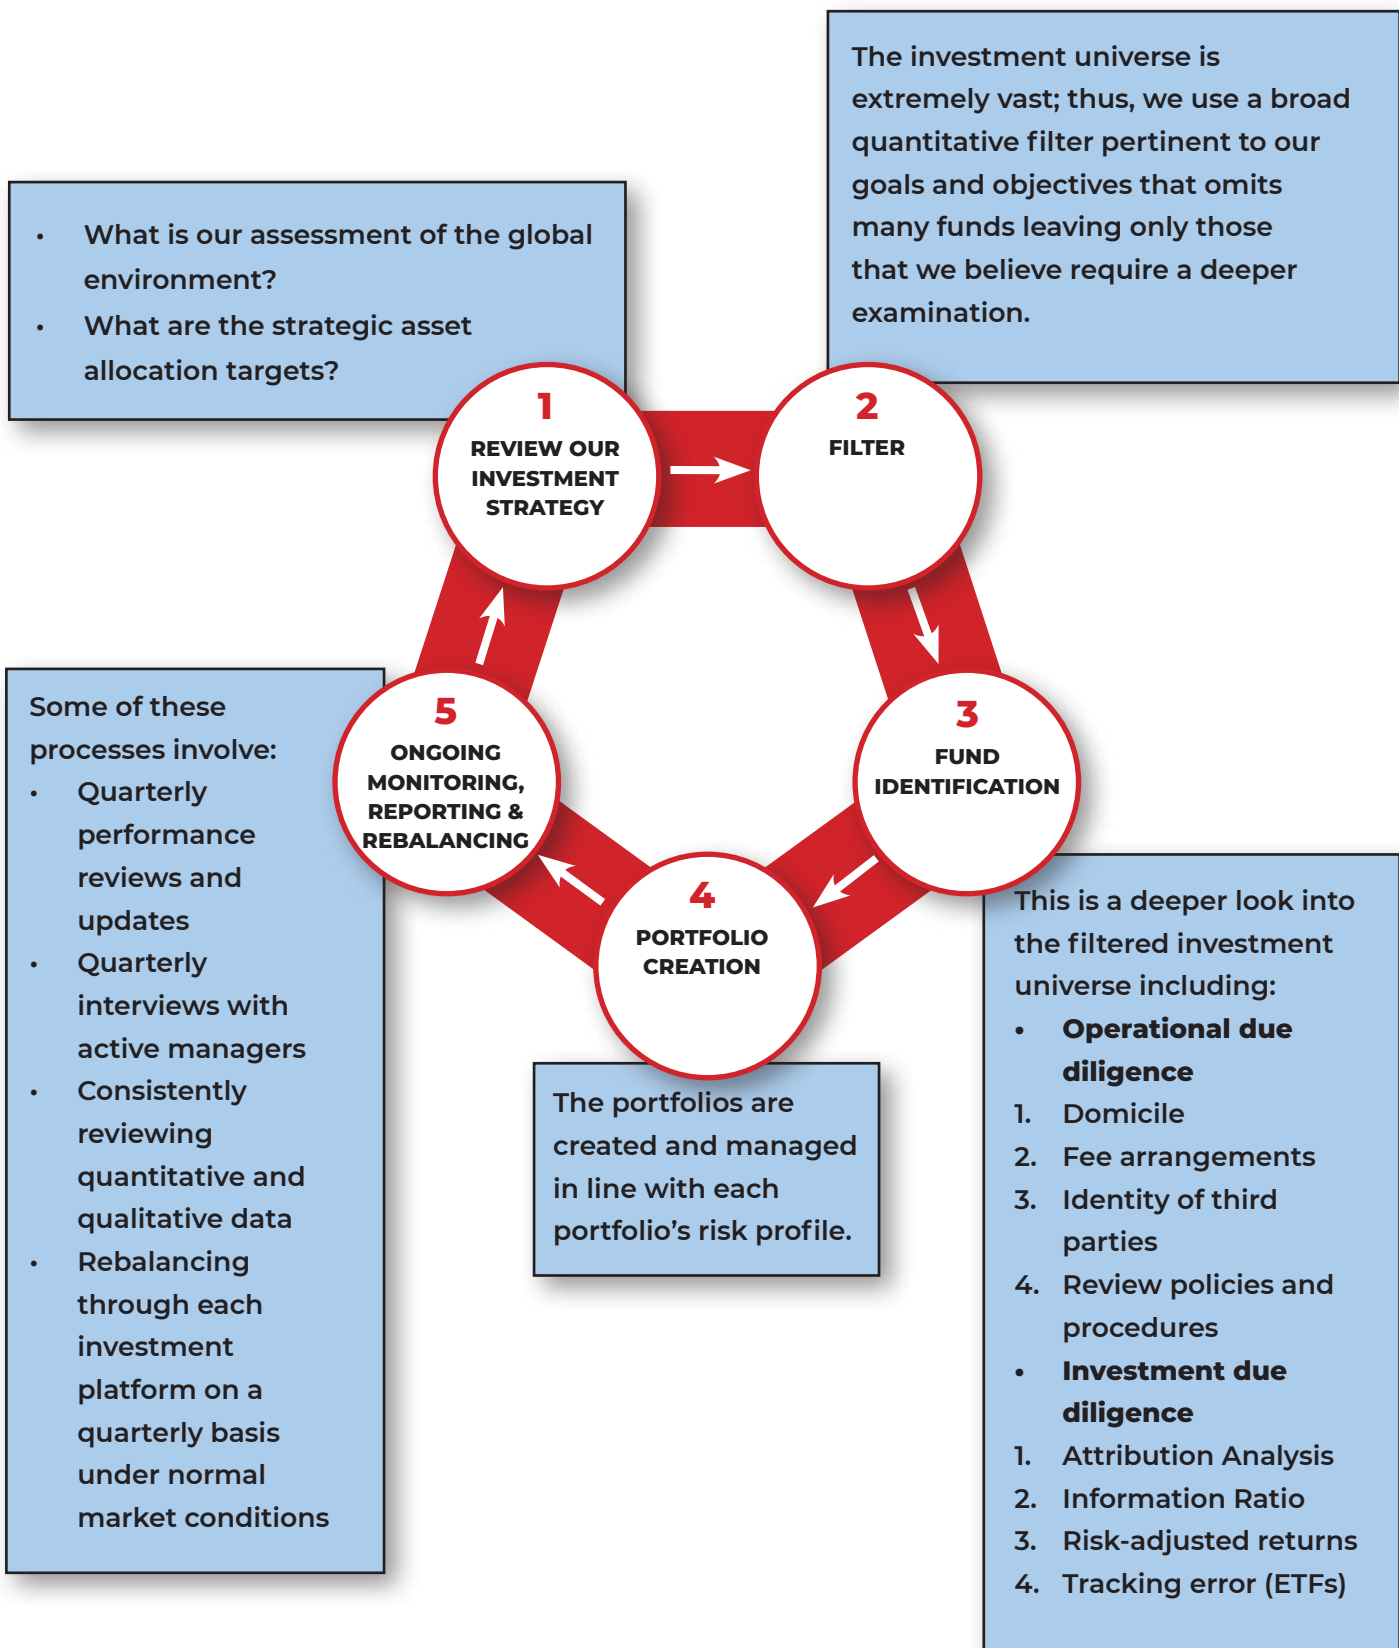 • What is our assessment of the global
environment?
• What are the strategic asset
allocation targets?
1
REVIEW OUR
INVESTMENT
STRATEGY
The investment universe is
extremely vast; thus, we use a broad
quantitative filter pertinent to our
goals and objectives that omits
many funds leaving only those
that we believe require a deeper
examination.
2
FILTER
3
FUND
IDENTIFICATION
This is a deeper look into
the filtered investment
universe including:
• Operational due
diligence
1. Domicile
2. Fee arrangements
3. Identity of third
parties
4. Review policies and
procedures
• Investment due
diligence
1. Attribution Analysis
2. Information Ratio
3. Risk-adjusted returns
4. Tracking error (ETFs)
4
PORTFOLIO
CREATION
The portfolios are
created and managed
in line with each
portfolio’s risk profile.
5
ONGOING
MONITORING,
REPORTING &
REBALANCING
Some of these
processes involve:
• Quarterly
performance
reviews and
updates
• Quarterly
interviews with
active managers
• Consistently
reviewing
quantitative and
qualitative data
• Rebalancing
through each
investment
platform on a
quarterly basis
under normal
market conditions